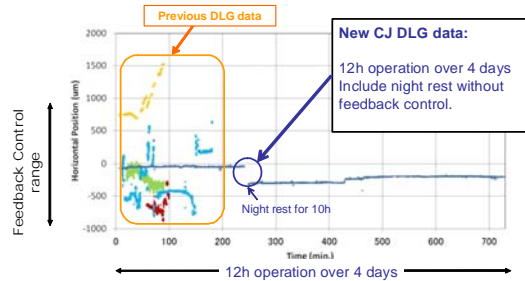 Previous DLG data
New CJ DLG data:
12h operation over 4 days
Include night rest without
feedback control.
Feedback Control
range
Horizontal Position (um)
2000
1500
1000
500
0
-500
-1000
Night rest for 10h
0
100
200
300
400
500
600
700
Time (min.)
12h operation over 4 days